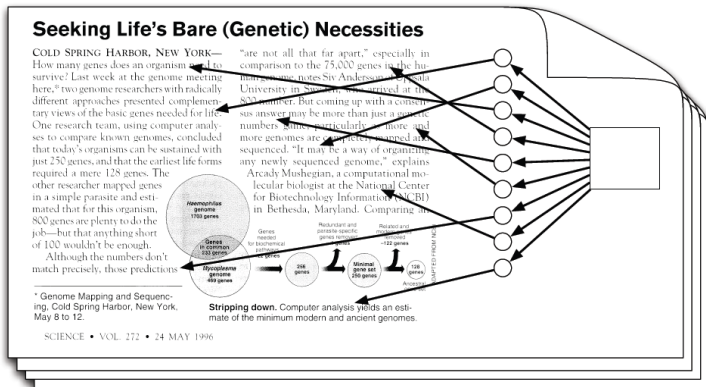 Seeking Life's Bare (Genetic) Necessities
COLD SPRING HARBOR, NEW YORK—
How many genes does an organism need to
survive? Last week at the genome meeting
here,* two genome researchers with radically
different approaches presented complemen-
tary views of the basic genes needed for life.
One research team, using computer analy-
ses to compare known genomes, concluded
that today's organisms can be sustained with
just 250 genes, and that the earliest life forms
required a mere 128 genes. The
other researcher mapped genes
in a simple parasite and esti-
mated that for this organism,
800 genes are plenty to do the
job—but that anything short
of 100 wouldn't be enough.
Although the numbers don't
match precisely, those predictions
* Genome Mapping and Sequenc-
ing, Cold Spring Harbor, New York,
May 8 to 12.
"are not all that far apart," especially in
comparison to the 75,000 genes in the hu-
man genome, notes Siv Andersson of Uppsala
University in Sweden, who arrived at the
800 number. But coming up with a consen-
sus answer may be more than just a genetic
numbers game, particularly as more and
more genomes are completely mapped and
sequenced. "It may be a way of organizing
any newly sequenced genome," explains
Arcady Mushegian, a computational mo-
lecular biologist at the National Center
for Biotechnology Information (NCBI)
in Bethesda, Maryland. Comparing an
Haemophilus
genome
1703 genes
Genes
in common
233 genes
Mycoplasma
genome
469 genes
Genes
needed
for biochemical
pathways
256
genes
Redundant and
parasite-specific
genes removed
Minimal
gene set
250 genes
Related and
removed
–122 genes
128
genes
Ancestral
ADAPTED FROM NCBI
Stripping down. Computer analysis yields an esti-
mate of the minimum modern and ancient genomes.
SCIENCE • VOL. 272 • 24 MAY 1996